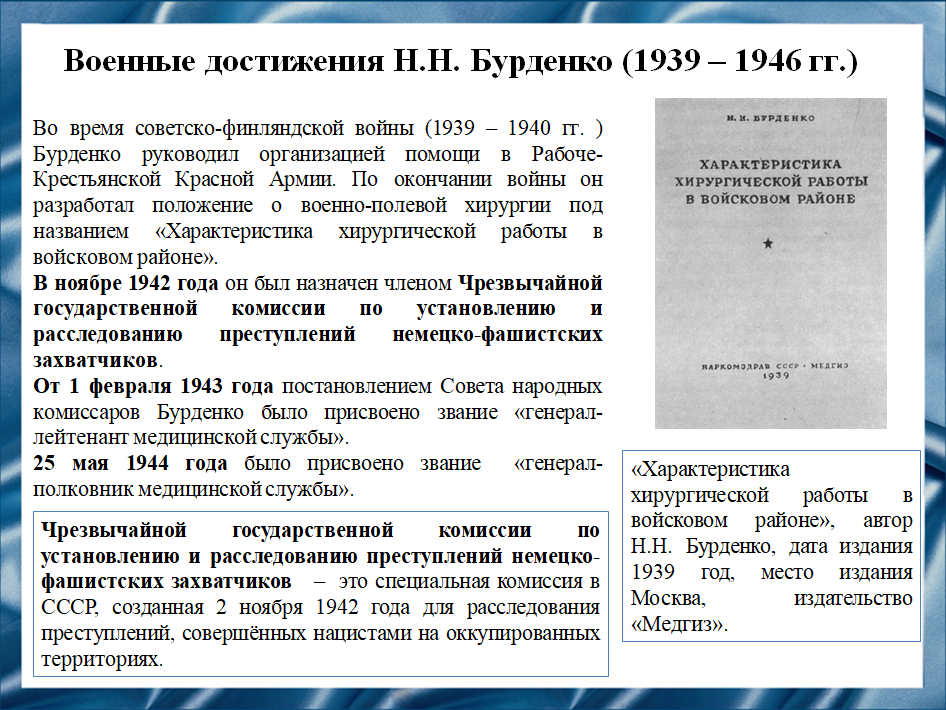 Военные достижения Н.Н. Бурденко (1939 – 1946 гг.)
Во время советско-финляндской войны (1939 – 1940 гг. )
Бурденко руководил организацией помощи в Рабоче-
Крестьянской Красной Армии. По окончании войны он
разработал положение о военно-полевой хирургии под
названием «Характеристика хирургической работы в
войсковом районе».
В ноябре 1942 года он был назначен членом Чрезвычайной
государственной комиссии по установлению и
расследованию преступлений немецко-фашистских
захватчиков.
От 1 февраля 1943 года постановлением Совета народных
комиссаров Бурденко было присвоено звание «генерал-
лейтенант медицинской службы».
25 мая 1944 года было присвоено звание «генерал-
полковник медицинской службы».
Чрезвычайной государственной комиссии по
установлению и расследованию преступлений немецко-
фашистских захватчиков – это специальная комиссия в
СССР, созданная 2 ноября 1942 года для расследования
преступлений, совершённых нацистами на оккупированных
территориях.
Н. Н. БУРДЕНКО
ХАРАКТЕРИСТИКА
ХИРУРГИЧЕСКОЙ РАБОТЫ
В ВОЙСКОВОМ РАЙОНЕ
НАРКОМЗДРАВ СССР · МЕДГИЗ
1939
«Характеристика
хирургической работы в
войсковом районе», автор
Н.Н. Бурденко, дата издания
1939 год, место издания
Москва, издательство
«Медгиз».